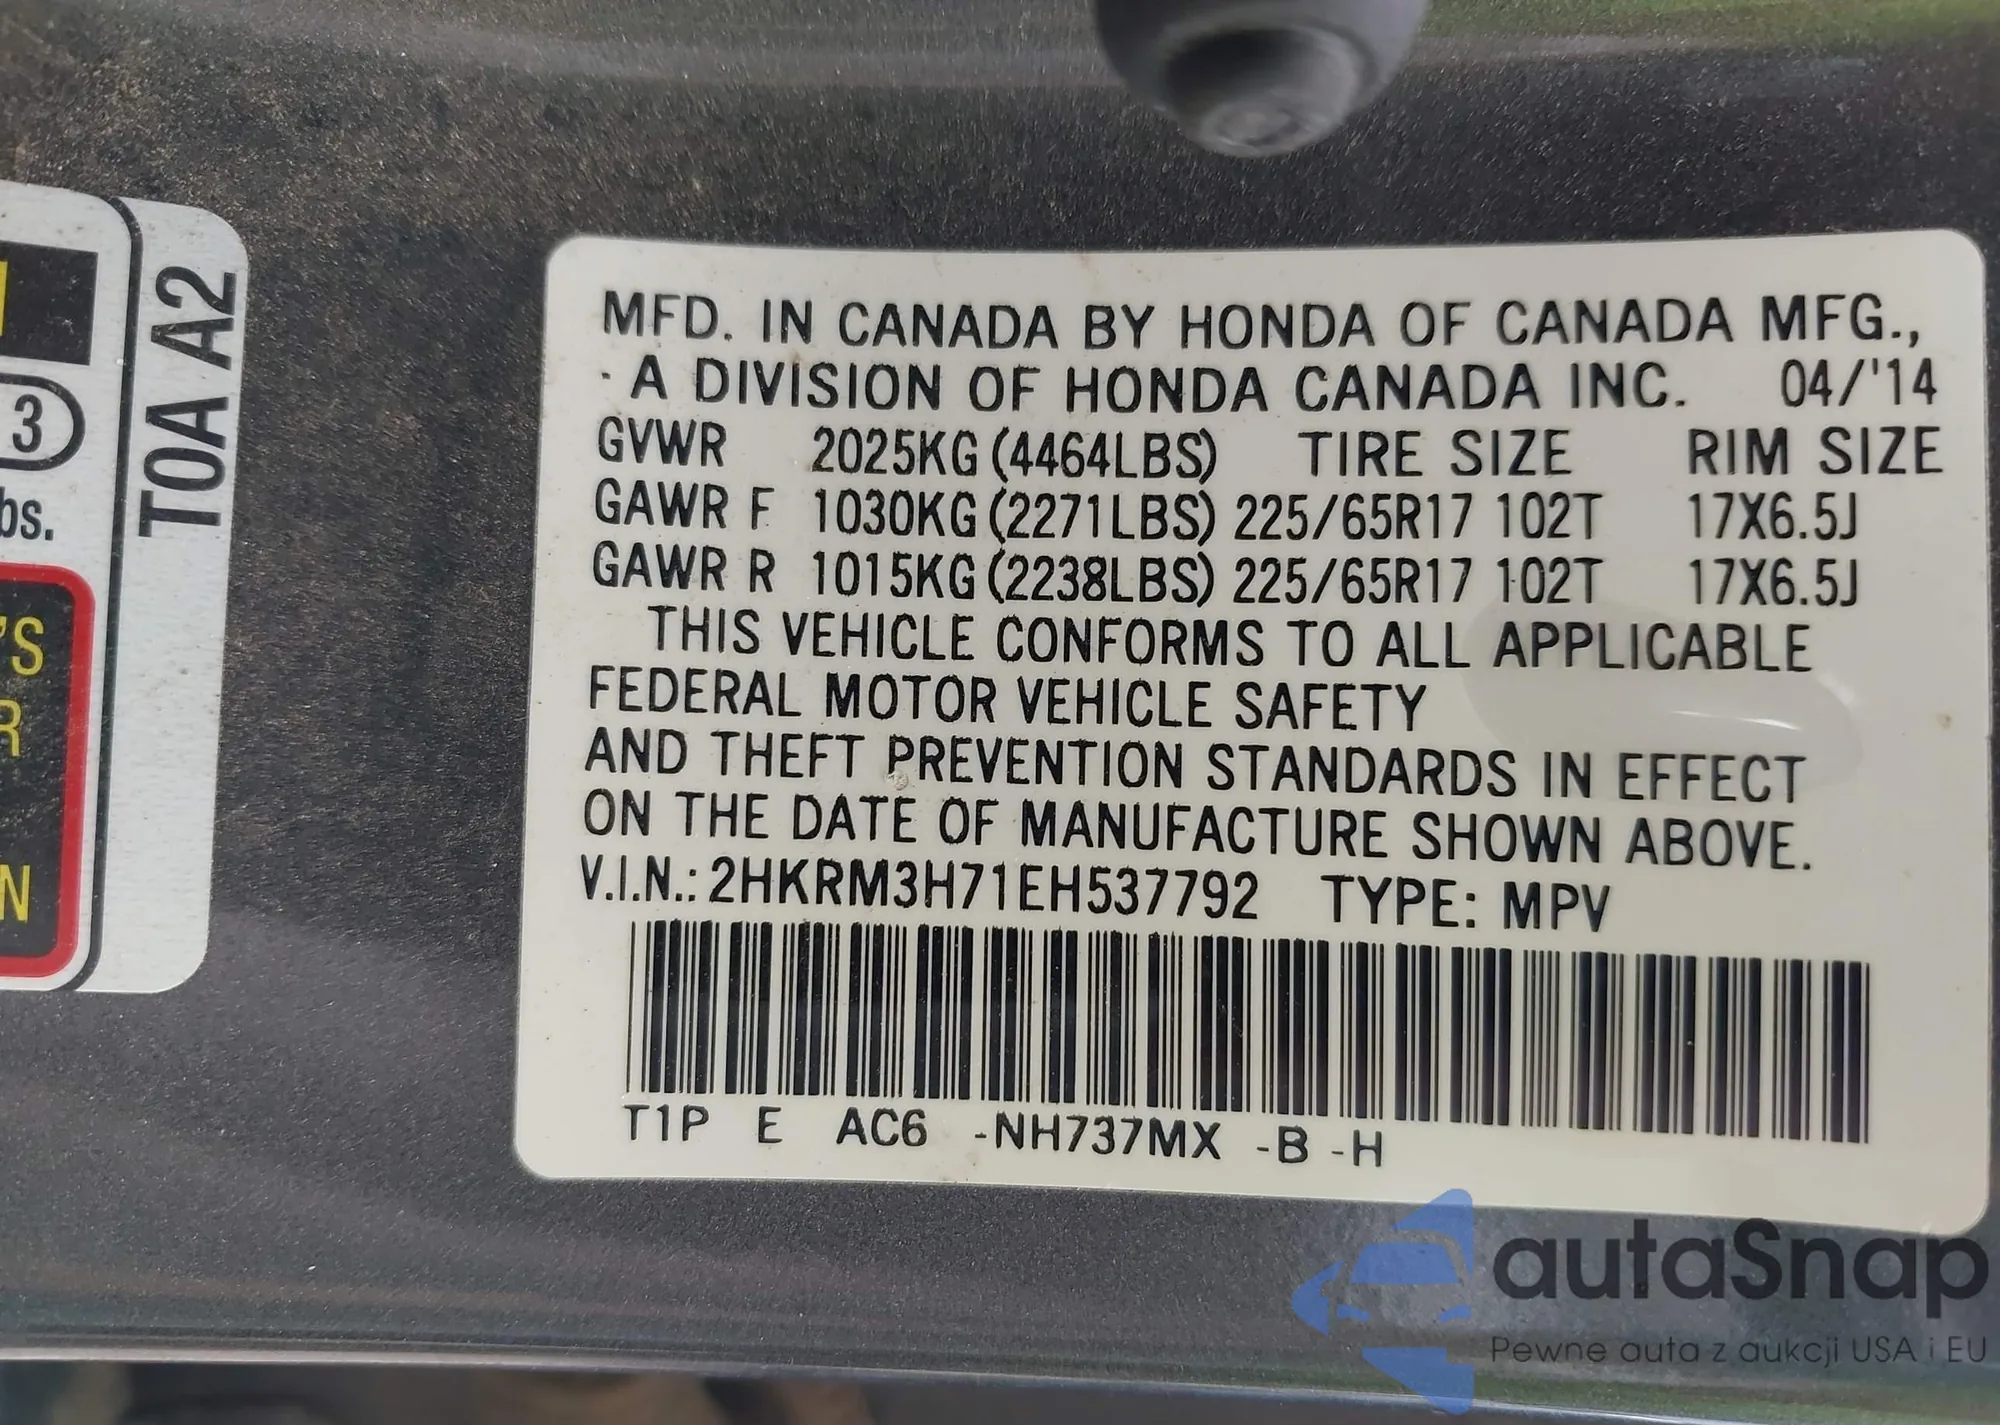 TOA A2
3
bs.
'S
R
N
MFD. IN CANADA BY HONDA OF CANADA MFG.,
A DIVISION OF HONDA CANADA INC. 04/'14
GVWR 2025KG (4464LBS) TIRE SIZE RIM SIZE
GAWR F 1030KG (2271LBS) 225/65R17 102T 17X6.5J
GAWR R 1015KG (2238LBS) 225/65R17 102T 17X6.5J
THIS VEHICLE CONFORMS TO ALL APPLICABLE
FEDERAL MOTOR VEHICLE SAFETY
AND THEFT PREVENTION STANDARDS IN EFFECT
ON THE DATE OF MANUFACTURE SHOWN ABOVE.
V.I.N.: 2HKRM3H71EH537792 TYPE: MPV
T1P E AC6 -NH737MX -B -H
autaSnap
Pewne auta z aukcji USA i EU